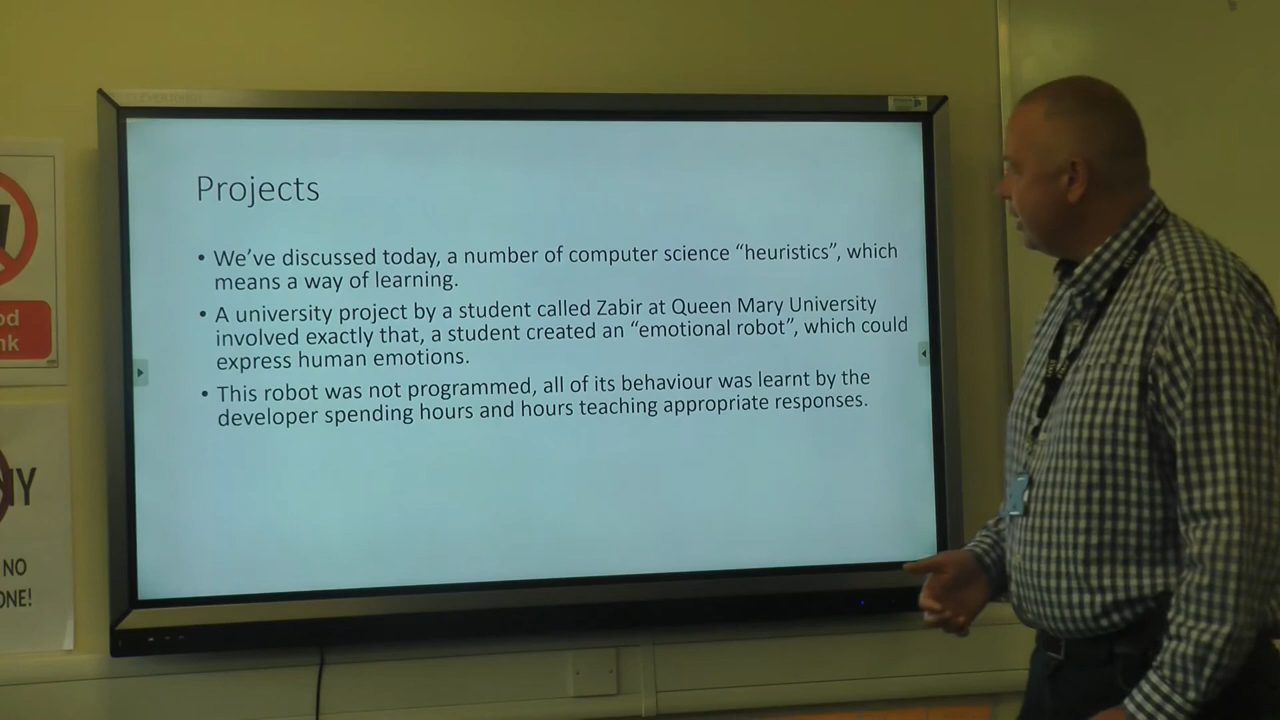 Projects
• We've discussed today, a number of computer science “heuristics”, which
means a way of learning.
• A university project by a student called Zabir at Queen Mary University
involved exactly that, a student created an “emotional robot”, which could
express human emotions.
• This robot was not programmed, all of its behaviour was learnt by the
developer spending hours and hours teaching appropriate responses.
NO